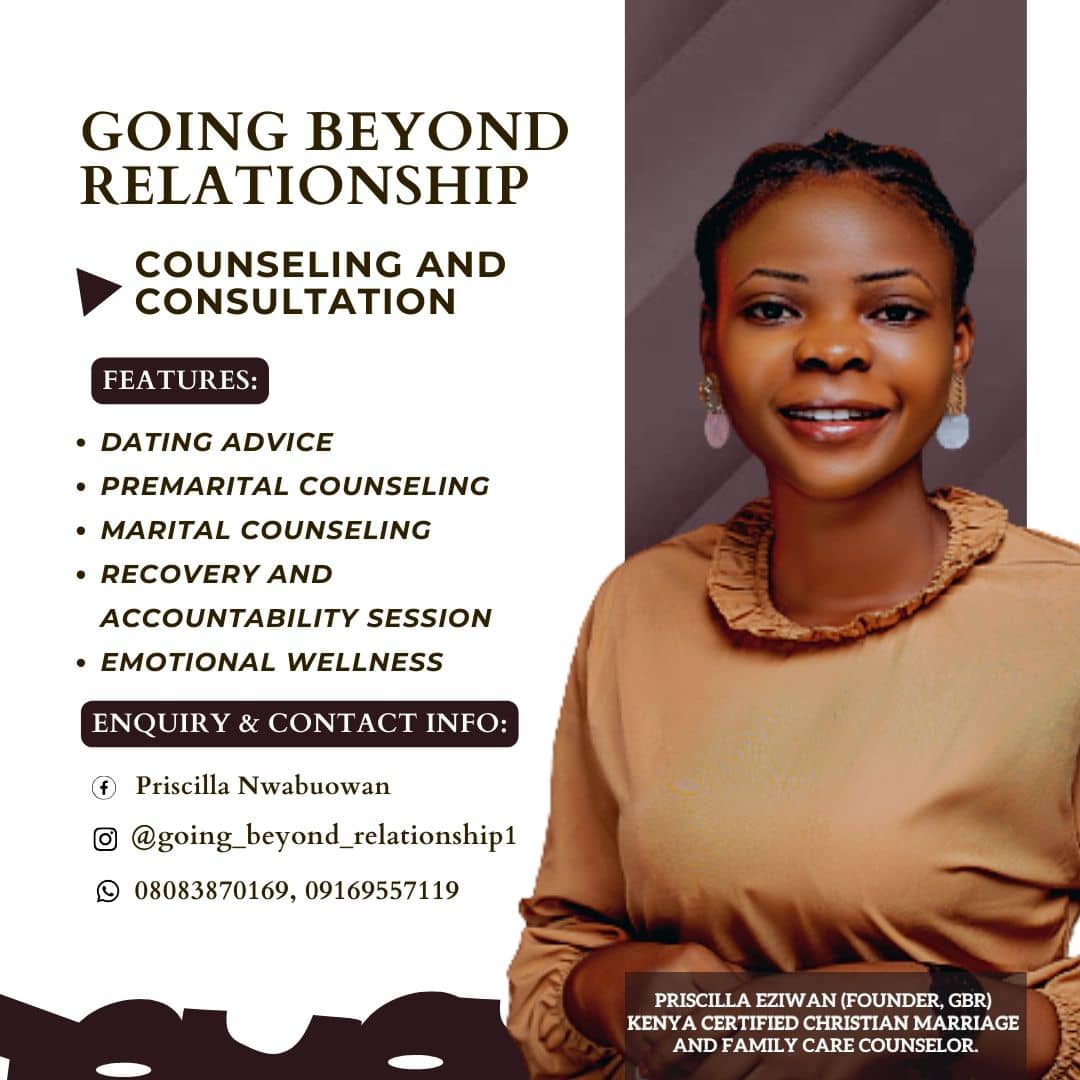 GOING BEYOND
RELATIONSHIP
COUNSELING AND
CONSULTATION
FEATURES:
• DATING ADVICE
• PREMARITAL COUNSELING
• MARITAL COUNSELING
• RECOVERY AND
ACCOUNTABILITY SESSION
• EMOTIONAL WELLNESS
ENQUIRY & CONTACT INFO:
Priscilla Nwabuowan
@going_beyond_relationship1
08083870169, 09169557119
PRISCILLA EZIWAN (FOUNDER, GBR)
KENYA CERTIFIED CHRISTIAN MARRIAGE
AND FAMILY CARE COUNSELOR.